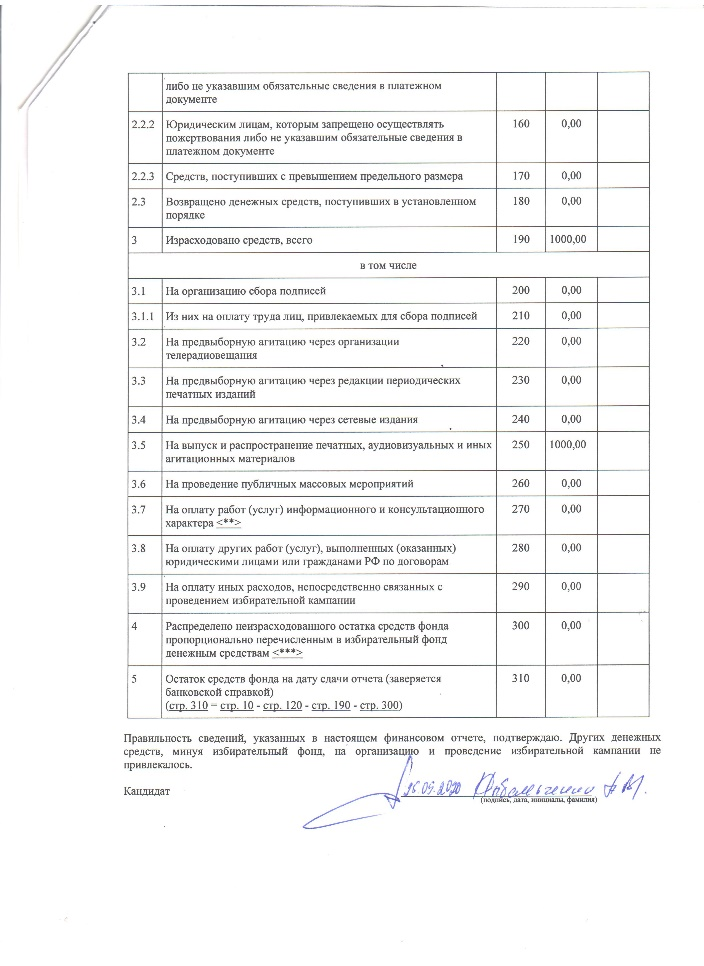 либо не указавшим обязательные сведения в платежном
документе
2.2.2 Юридическим лицам, которым запрещено осуществлять 160 0,00
пожертвования либо не указавшим обязательные сведения в
платежном документе
2.2.3 Средств, поступивших с превышением предельного размера 170 0,00
2.3 Возвращено денежных средств, поступивших в установленном 180 0,00
порядке
3 Израсходовано средств, всего 190 1000,00
в том числе
3.1 На организацию сбора подписей 200 0,00
3.1.1 Из них на оплату труда лиц, привлекаемых для сбора подписей 210 0,00
3.2 На предвыборную агитацию через организации 220 0,00
телерадиовещания
3.3 На предвыборную агитацию через редакции периодических 230 0,00
печатных изданий
3.4 На предвыборную агитацию через сетевые издания 240 0,00
3.5 На выпуск и распространение печатных, аудиовизуальных и иных 250 1000,00
агитационных материалов
3.6 На проведение публичных массовых мероприятий 260 0,00
3.7 На оплату работ (услуг) информационного и консультационного 270 0,00
характера <**>
3.8 На оплату других работ (услуг), выполненных (оказанных) 280 0,00
юридическими лицами или гражданами РФ по договорам
3.9 На оплату иных расходов, непосредственно связанных с 290 0,00
проведением избирательной кампании
4 Распределено неизрасходованного остатка средств фонда 300 0,00
пропорционально перечисленным в избирательный фонд
денежным средствам <***>
5 Остаток средств фонда на дату сдачи отчета (заверяется 310 0,00
банковской справкой)
(стр. 310 = стр. 10 - стр. 120 - стр. 190 - стр. 300)
Правильность сведений, указанных в настоящем финансовом отчете, подтверждаю. Других денежных
средств, минуя избирательный фонд, на организацию и проведение избирательной кампании не
привлекалось.
Кандидат
(подпись, дата, инициалы, фамилия)